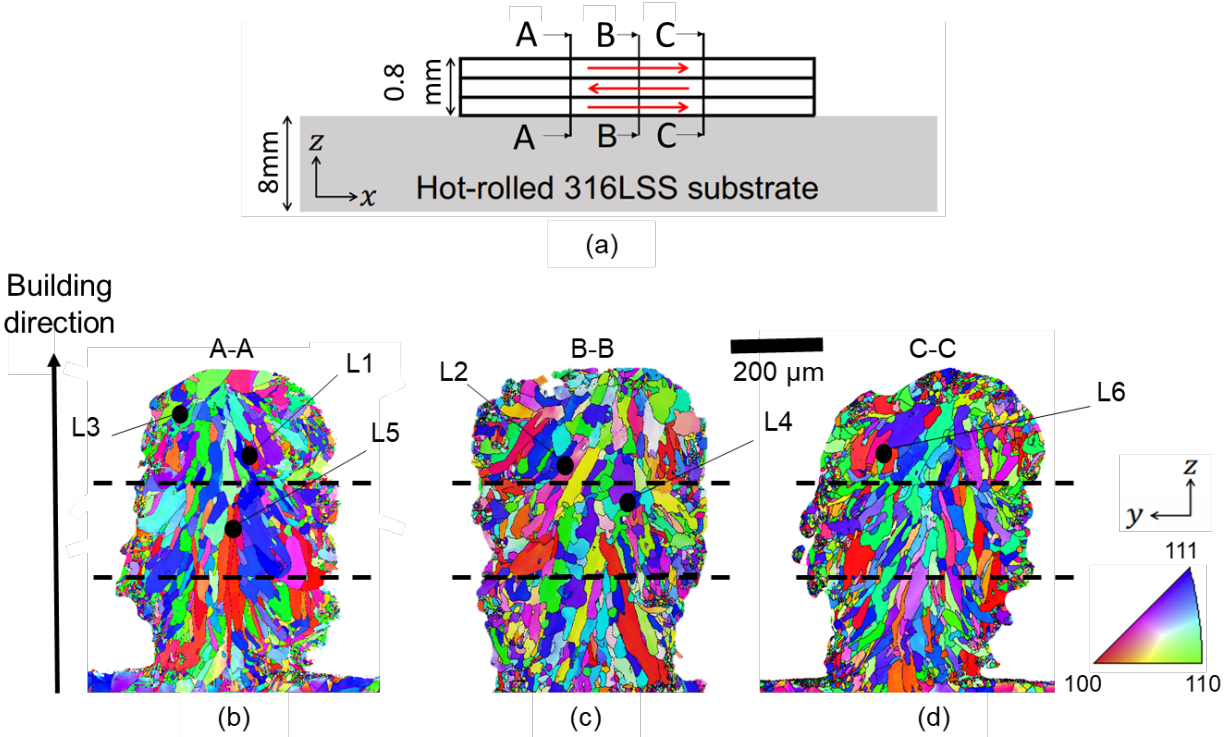 A B C
0.8
mm
A B C
8mm
z
x
Hot-rolled 316LSS substrate
(a)
Building
direction
A-A
B-B
C-C
200 μm
L1
L2
L3
L5
L4
L6
z
y
111
100
110
(b)
(c)
(d)